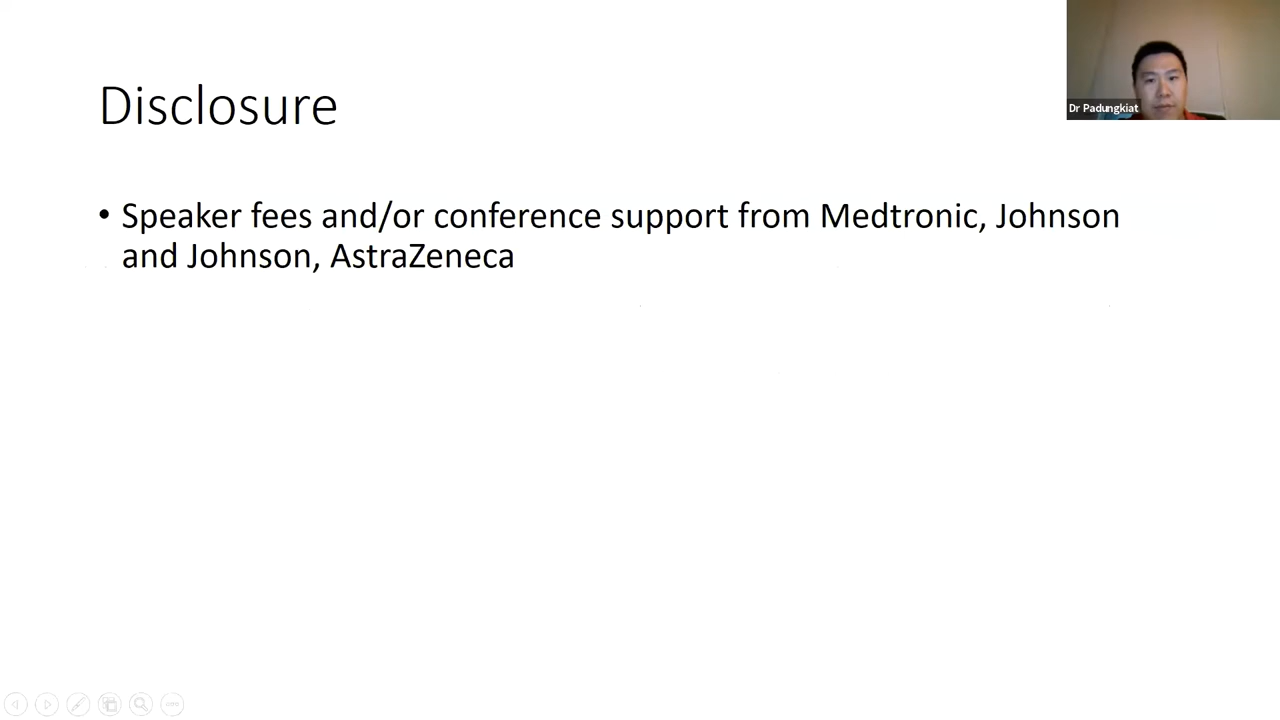 Disclosure
Dr Padungkiat
• Speaker fees and/or conference support from Medtronic, Johnson
and Johnson, AstraZeneca